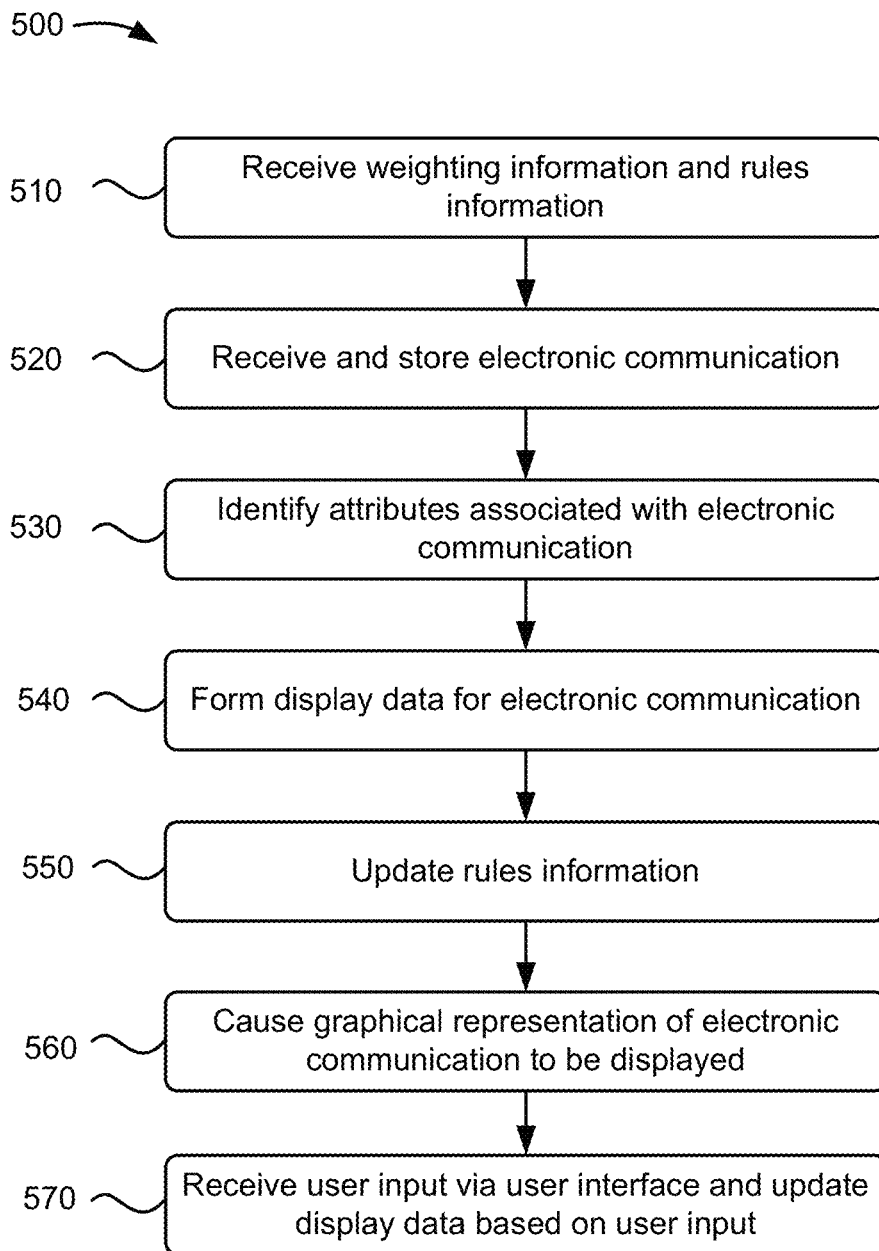 500
510
Receive weighting information and rules
information
520
Receive and store electronic communication
530
Identify attributes associated with electronic
communication
540
Form display data for electronic communication
550
Update rules information
560
Cause graphical representation of electronic
communication to be displayed
570
Receive user input via user interface and update
display data based on user input